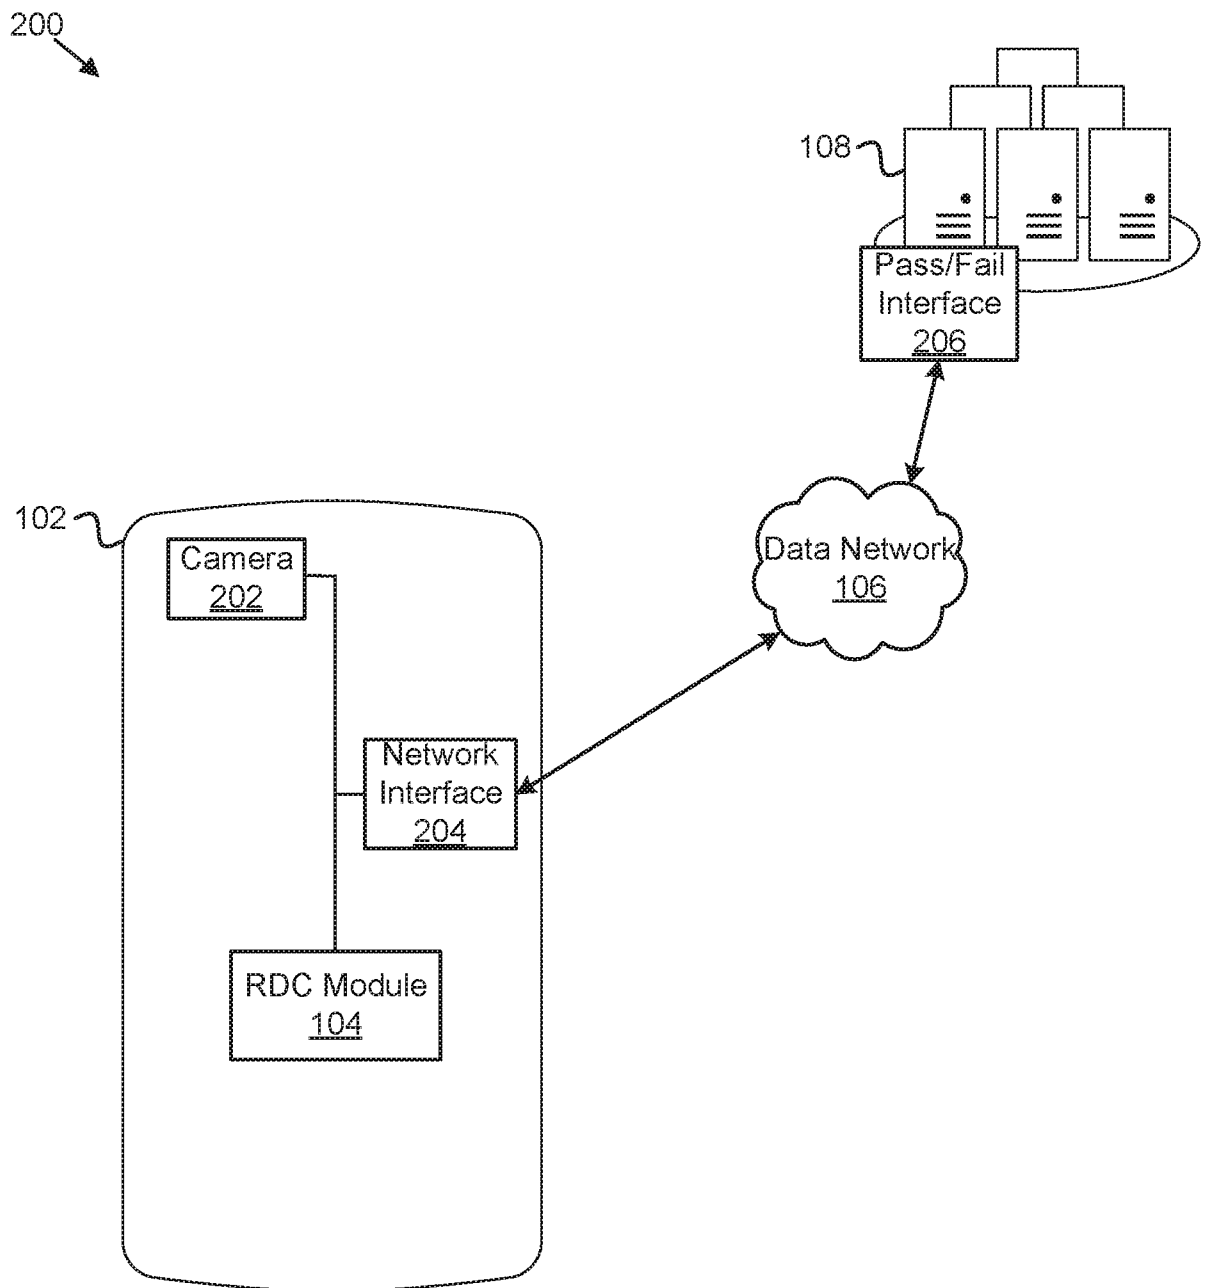 200
108
Pass/Fail
Interface
206
102
Camera
202
Data Network
106
Network
Interface
204
RDC Module
104